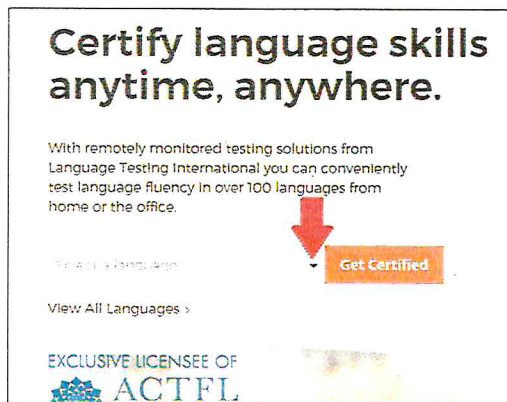 Certify language skills
anytime, anywhere.
With remotely monitored testing solutions from
Language Testing International you can conveniently
test language fluency in over 100 languages from
home or the office.
Select a language
Get Certified
View All Languages >
EXCLUSIVE LICENSEE OF
ACTFL